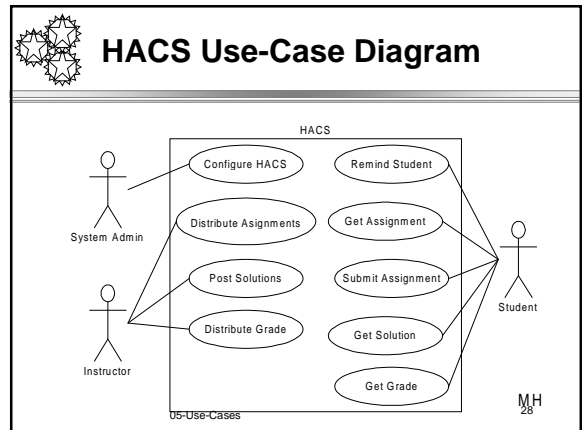 HACS Use-Case Diagram
HACS
Configure HACS
Remind Student
System Admin
Distribute Asignments
Get Assignment
Post Solutions
Submit Assignment
Student
Distribute Grade
Get Solution
Instructor
Get Grade
05-Use-Cases
MH
28